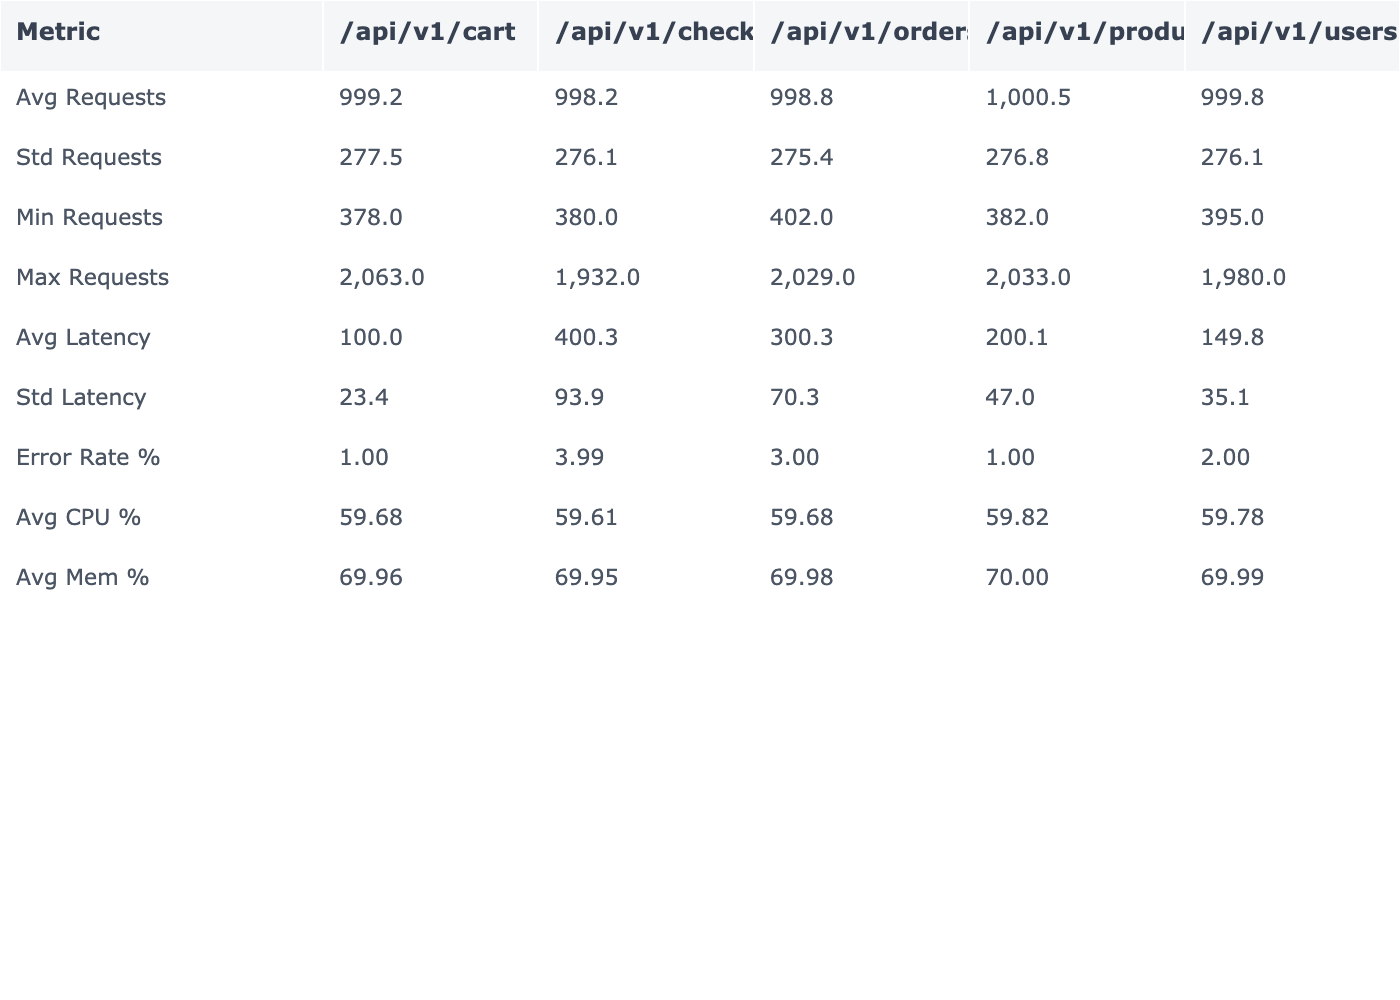 Metric /api/v1/cart /api/v1/check /api/v1/orders /api/v1/produ /api/v1/users
Avg Requests 999.2 998.2 998.8 1,000.5 999.8
Std Requests 277.5 276.1 275.4 276.8 276.1
Min Requests 378.0 380.0 402.0 382.0 395.0
Max Requests 2,063.0 1,932.0 2,029.0 2,033.0 1,980.0
Avg Latency 100.0 400.3 300.3 200.1 149.8
Std Latency 23.4 93.9 70.3 47.0 35.1
Error Rate % 1.00 3.99 3.00 1.00 2.00
Avg CPU % 59.68 59.61 59.68 59.82 59.78
Avg Mem % 69.96 69.95 69.98 70.00 69.99